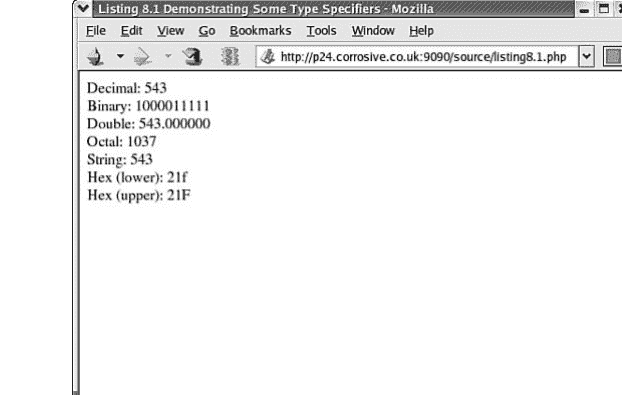 Listing 8.1 Demonstrating Some Type Specifiers - Mozilla
File Edit View Go Bookmarks Tools Window Help
http://p24.corrosive.co.uk:9090/source/listing8.1.php
Decimal: 543
Binary: 1000011111
Double: 543.000000
Octal: 1037
String: 543
Hex (lower): 21f
Hex (upper): 21F